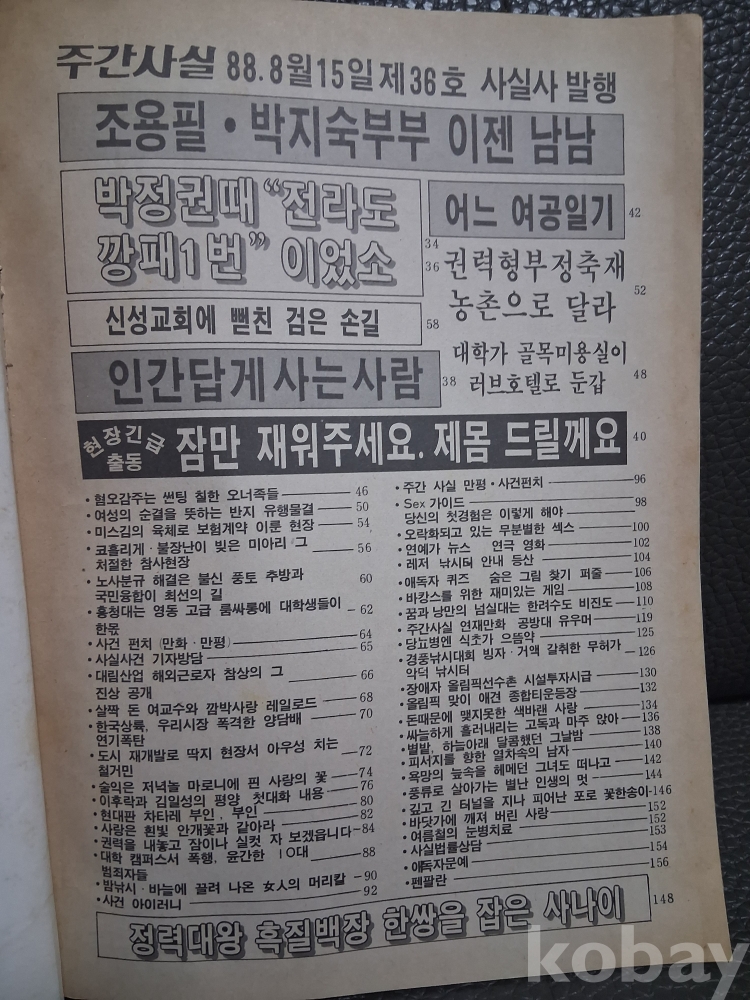 주간사실 88.8월15일제36호 사실사 발행
조용필·박지숙부부 이젠 남남
박정권때 “전라도
깡패1번” 이었소
34
어느 여공일기 42
36 권력형부정축재
농촌으로 달라 52
신성교회에 뻗친 검은 손길 58
대학가 골목미용실이
러브호텔로 둔갑 48
인간답게사는사람 38
현장긴급
출동
잠만 재워주세요. 제몸 드릴께요 40
·혐오감주는 썬팅 칠한 오너족들 46
·여성의 순결을 뜻하는 반지 유행물결 50
·미스김의 육체로 보험계약 이룬 현장 54
·코흘리게·불장난이 빚은 미아리 그 56
처절한 참사현장
·노사분규 해결은 불신 풍토 추방과 60
국민융합이 최선의 길
·흥청대는 영동 고급 룸싸롱에 대학생들이 62
한몫
·사건 펀치 (만화·만평) 64
·사실사건 기자방담 65
·대림산업 해외근로자 참상의 그 66
진상 공개
·살짝 돈 여교수와 깜박사랑 레일로드 68
·한국상륙, 우리시장 폭격한 양담배 70
연기폭탄
·도시 재개발로 딱지 현장서 아우성 치는 72
철거민
·술익은 저녁놀 마로니에 핀 사랑의 꽃 74
·이후락과 김일성의 평양 첫대화 내용 76
·현대판 차타레 부인, 부인 80
·사랑은 흰빛 안개꽃과 같아라 82
·권력을 내놓고 잠이나 실컷 자 보겠읍니다 84
·대학 캠퍼스서 폭행, 윤간한 10대 88
범죄자들
·밤낚시·바늘에 끌려 나온 女人의 머리칼 90
·사건 아이러니 92
·주간 사실 만평·사건펀치 96
·Sex 가이드 98
당신의 첫경험은 이렇게 해야
·오락화되고 있는 무분별한 섹스 100
·연예가 뉴스 연극 영화 102
·레저 낚시터 안내 등산 104
·애독자 퀴즈 숨은 그림 찾기 퍼줄 106
·바캉스를 위한 재미있는 게임 108
·꿈과 낭만의 넘실대는 한려수도 비진도 110
·주간사실 연재만화 공방대 유우머 119
·당뇨병엔 식초가 으뜸약 125
·경품낚시대회 빙자·거액 갈취한 무허가 126
악덕 낚시터
·장애자 올림픽선수촌 시설투자시급 130
·올림픽 맞이 애견 종합티운등장 132
·돈때문에 맺지못한 색바랜 사랑 134
·싸늘하게 흘러내리는 고독과 마주 앉아 136
·별밭, 하늘아래 달콤했던 그날밤 138
·피서지를 향한 열차속의 남자 140
·욕망의 늪속을 헤메던 그녀도 떠나고 142
·풍류로 살아가는 별난 인생의 멋 144
·깊고 긴 터널을 지나 피어난 포로 꽃한송이 146
·바닷가에 깨져 버린 사랑 152
·여름철의 눈병치료 152
·사실법률상담 153
·애독자문예 154
·펜팔란 156
정력대왕 흑질백장 한쌍을 잡은 사나이 148
kobay